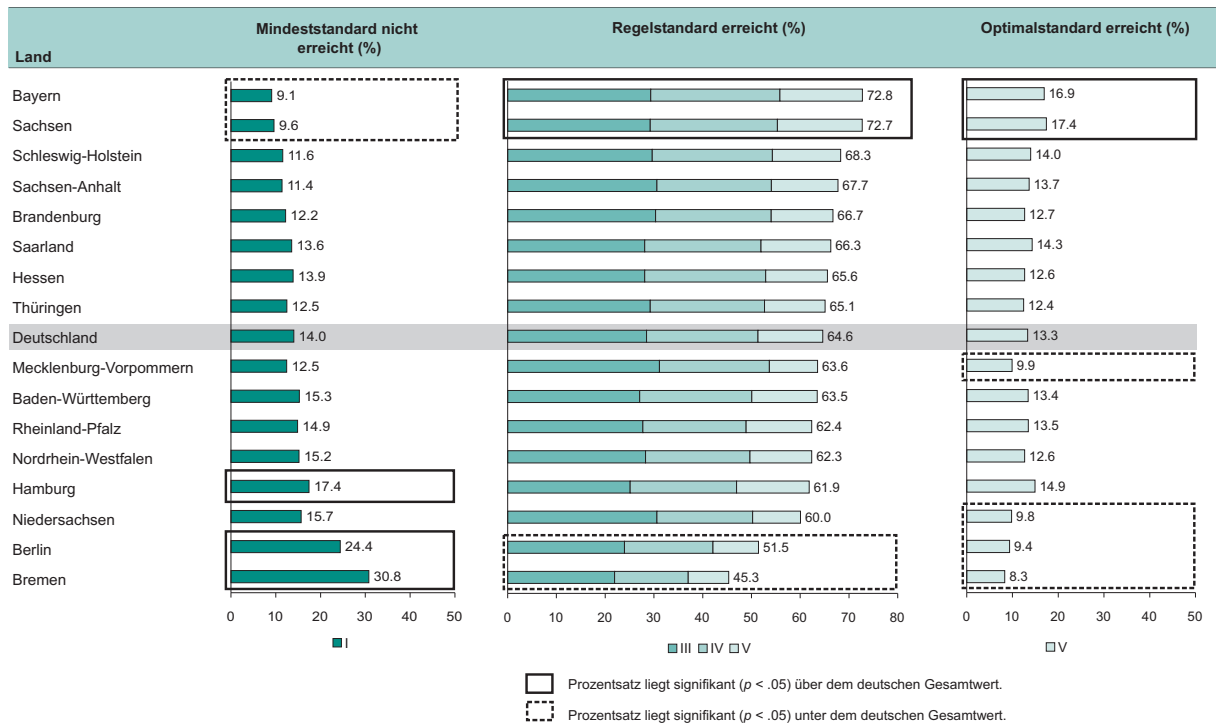 Land
Mindeststandard nicht
erreicht (%)
Regelstandard erreicht (%)
Optimalstandard erreicht (%)
Bayern 9.1 72.8 16.9
Sachsen 9.6 72.7 17.4
Schleswig-Holstein 11.6 68.3 14.0
Sachsen-Anhalt 11.4 67.7 13.7
Brandenburg 12.2 66.7 12.7
Saarland 13.6 66.3 14.3
Hessen 13.9 65.6 12.6
Thüringen 12.5 65.1 12.4
Deutschland 14.0 64.6 13.3
Mecklenburg-Vorpommern 12.5 63.6 9.9
Baden-Württemberg 15.3 63.5 13.4
Rheinland-Pfalz 14.9 62.4 13.5
Nordrhein-Westfalen 15.2 62.3 12.6
Hamburg 17.4 61.9 14.9
Niedersachsen 15.7 60.0 9.8
Berlin 24.4 51.5 9.4
Bremen 30.8 45.3 8.3
0 10 20 30 40 50 0 10 20 30 40 50 60 70 80 0 10 20 30 40 50
I III IV V V
Prozentsatz liegt signifikant (p < .05) über dem deutschen Gesamtwert.
Prozentsatz liegt signifikant (p < .05) unter dem deutschen Gesamtwert.